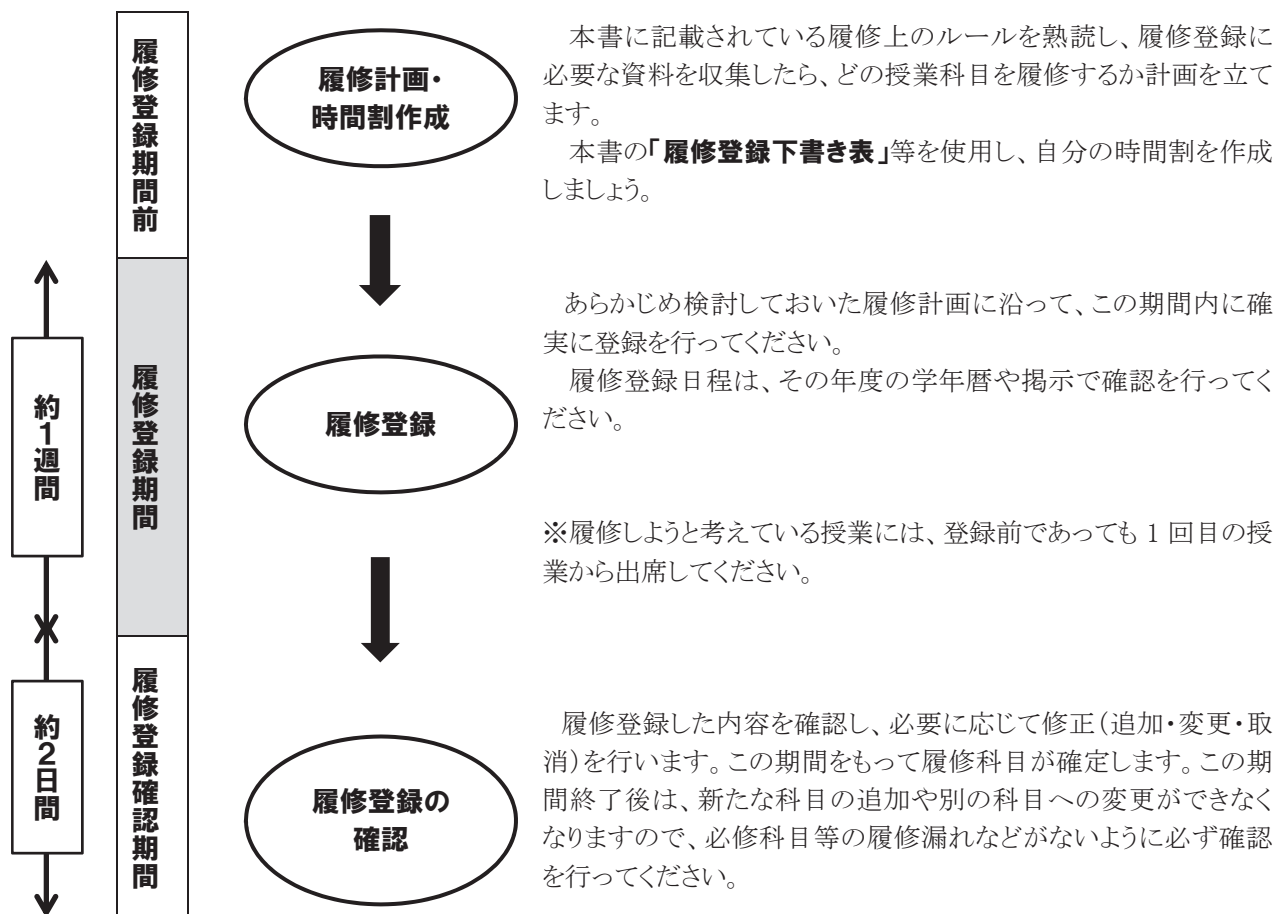 履修登録期間前
履修計画・
時間割作成
本書に記載されている履修上のルールを熟読し、履修登録に
必要な資料を収集したら、どの授業科目を履修するか計画を立て
ます。
本書の「履修登録下書き表」等を使用し、自分の時間割を作成
しましょう。
約1週間
履修登録期間
履修登録
あらかじめ検討しておいた履修計画に沿って、この期間内に確
実に登録を行ってください。
履修登録日程は、その年度の学年暦や掲示で確認を行ってく
ださい。
※履修しようと考えている授業には、登録前であっても 1 回目の授
業から出席してください。
約2日間
履修登録確認期間
履修登録の
確認
履修登録した内容を確認し、必要に応じて修正(追加・変更・取
消)を行います。この期間をもって履修科目が確定します。この期
間終了後は、新たな科目の追加や別の科目への変更ができなく
なりますので、必修科目等の履修漏れなどがないように必ず確認
を行ってください。